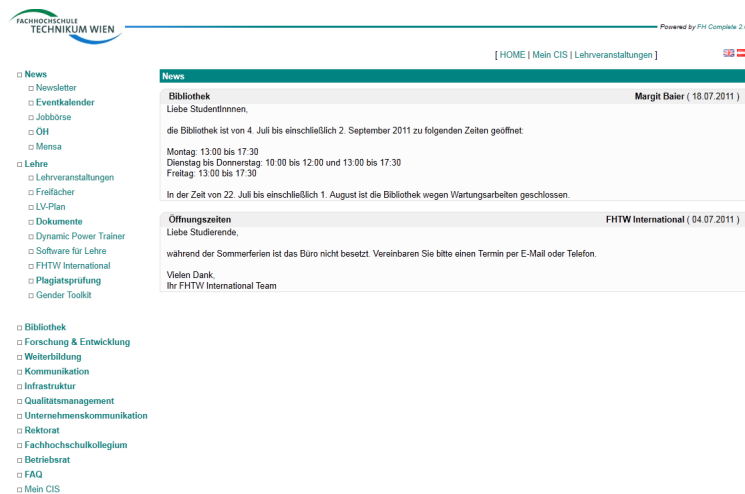 FACHHOCHSCHULE
TECHNIKUM WIEN
Powered by FH Complete 2.
[ HOME | Mein CIS | Lehrveranstaltungen ]
News
Newsletter
Eventkalender
Jobbörse
ÖH
Mensa
Lehre
Lehrveranstaltungen
Freifächer
LV-Plan
Dokumente
Dynamic Power Trainer
Software für Lehre
FHTW International
Plagiatsprüfung
Gender Toolkit
Bibliothek
Forschung & Entwicklung
Weiterbildung
Kommunikation
Infrastruktur
Qualitätsmanagement
Unternehmenskommunikation
Rektorat
Fachhochschulkollegium
Betriebsrat
FAQ
Mein CIS
News
Bibliothek Margit Baier ( 18.07.2011 )
Liebe StudentInnnen,
die Bibliothek ist von 4. Juli bis einschließlich 2. September 2011 zu folgenden Zeiten geöffnet:
Montag: 13:00 bis 17:30
Dienstag bis Donnerstag: 10:00 bis 12:00 und 13:00 bis 17:30
Freitag: 13:00 bis 17:30
In der Zeit von 22. Juli bis einschließlich 1. August ist die Bibliothek wegen Wartungsarbeiten geschlossen.
Öffnungszeiten FHTW International ( 04.07.2011 )
Liebe Studierende,
während der Sommerferien ist das Büro nicht besetzt. Vereinbaren Sie bitte einen Termin per E-Mail oder Telefon.
Vielen Dank,
Ihr FHTW International Team